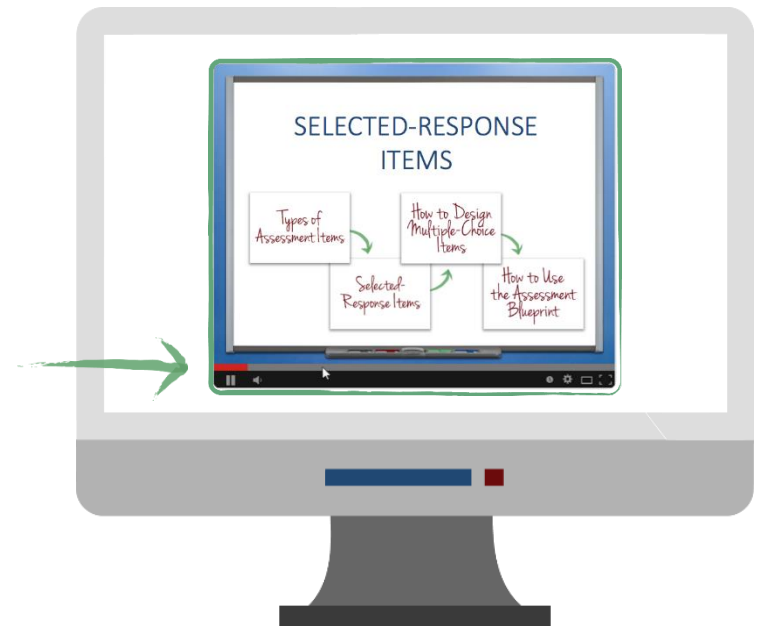 SELECTED-RESPONSE
ITEMS
Types of
Assessment Items
Selected-
Response Items
How to Design
Multiple-Choice
Items
How to Use
the Assessment
Blueprint